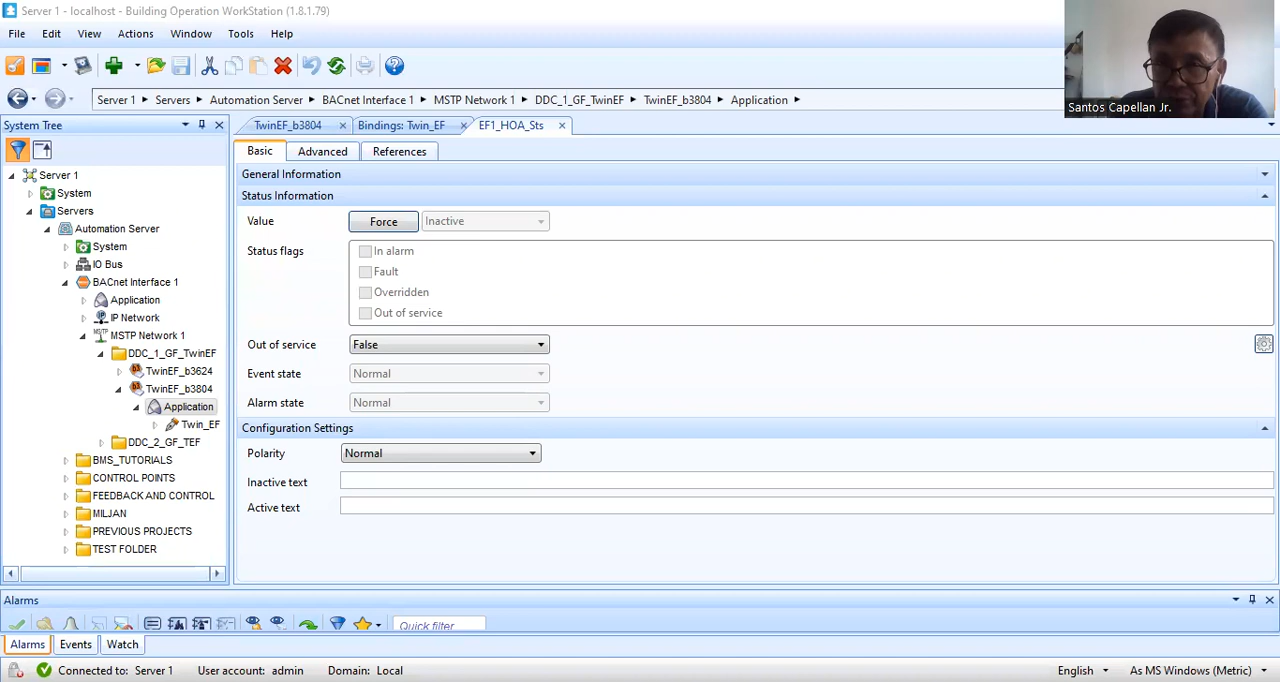 Server 1 - localhost - Building Operation WorkStation (1.8.1.79)
File Edit View Actions Window Tools Help
Santos Capellan Jr.
Server 1 Servers Automation Server BACnet Interface 1 MSTP Network 1 DDC_1_GF_TwinEF TwinEF_b3804 Application
System Tree
TwinEF_b3804 Bindings: Twin_EF EF1_HOA_Sts
Basic Advanced References
Server 1
System
Servers
Automation Server
System
IO Bus
BACnet Interface 1
Application
IP Network
MSTP Network 1
DDC_1_GF_TwinEF
TwinEF_b3624
TwinEF_b3804
Application
Twin_EF
DDC_2_GF_TEF
BMS_TUTORIALS
CONTROL POINTS
FEEDBACK AND CONTROL
MILJAN
PREVIOUS PROJECTS
TEST FOLDER
General Information
Status Information
Value Force Inactive
Status flags In alarm
Fault
Overridden
Out of service
Out of service False
Event state Normal
Alarm state Normal
Configuration Settings
Polarity Normal
Inactive text
Active text
Alarms
Quick filter
Alarms Events Watch
Connected to: Server 1 User account: admin Domain: Local English As MS Windows (Metric)